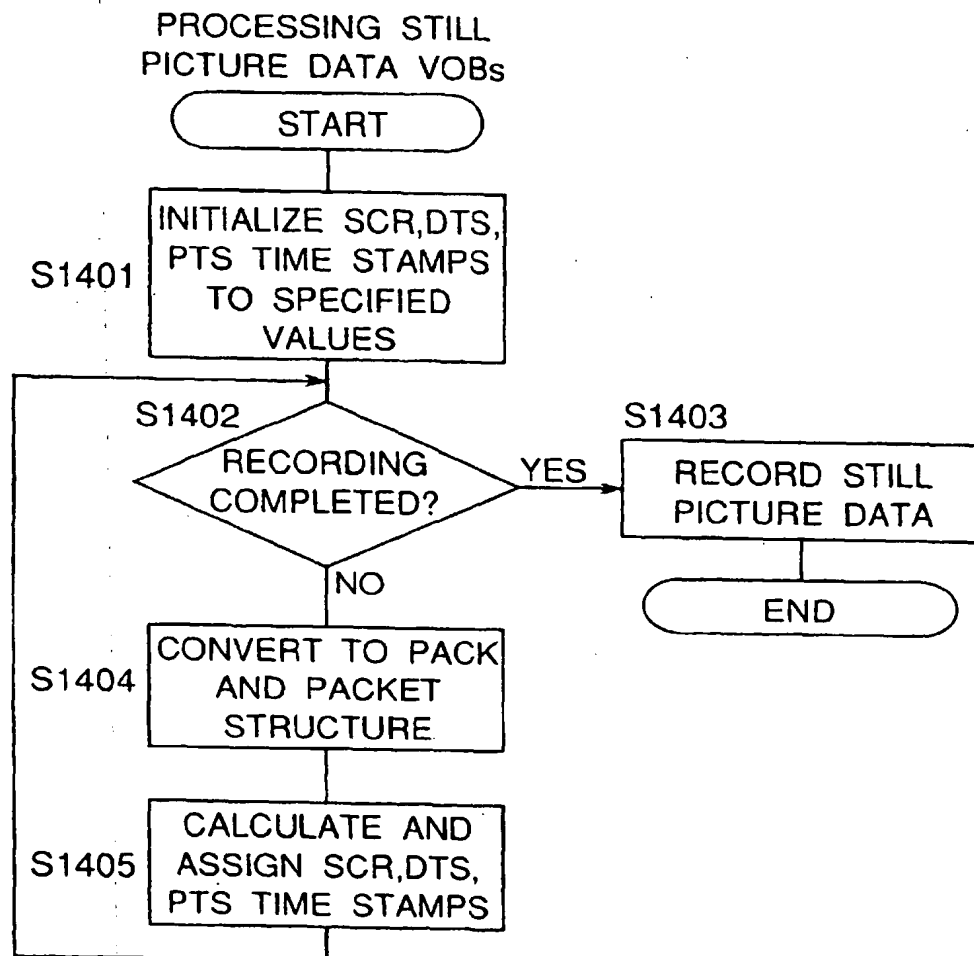 PROCESSING STILL
PICTURE DATA VOBs
START
S1401
INITIALIZE SCR,DTS,
PTS TIME STAMPS
TO SPECIFIED
VALUES
S1402
RECORDING
COMPLETED?
YES
S1403
RECORD STILL
PICTURE DATA
END
NO
S1404
CONVERT TO PACK
AND PACKET
STRUCTURE
S1405
CALCULATE AND
ASSIGN SCR,DTS,
PTS TIME STAMPS